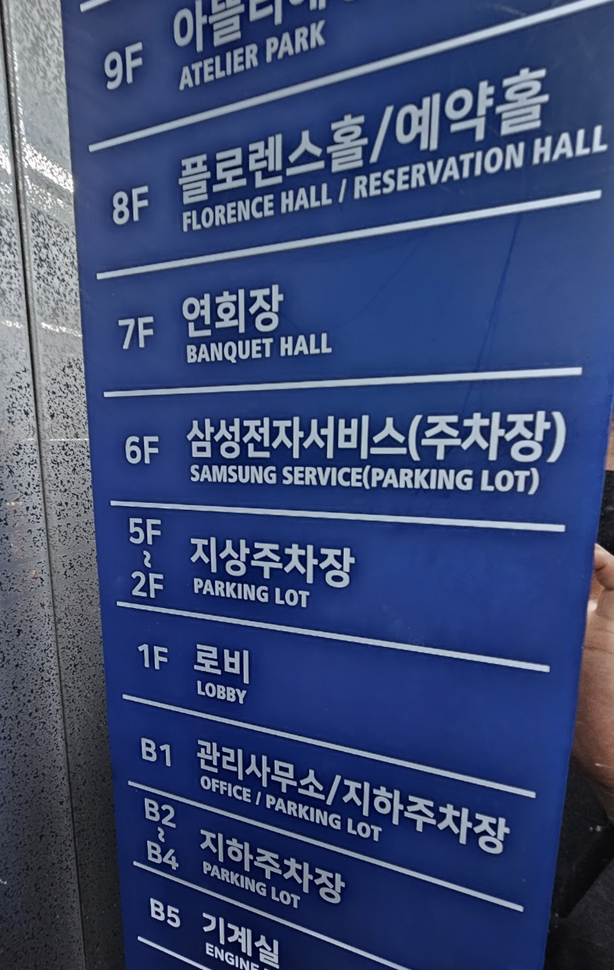 9F
ATELIER PARK
8F
플로렌스홀/예약홀
FLORENCE HALL / RESERVATION HALL
7F
연회장
BANQUET HALL
6F
삼성전자서비스(주차장)
SAMSUNG SERVICE(PARKING LOT)
5F
~
2F
지상주차장
PARKING LOT
1F
로비
LOBBY
B1
관리사무소/지하주차장
OFFICE / PARKING LOT
B2
~
B4
지하주차장
PARKING LOT
B5
기계실
ENGINE